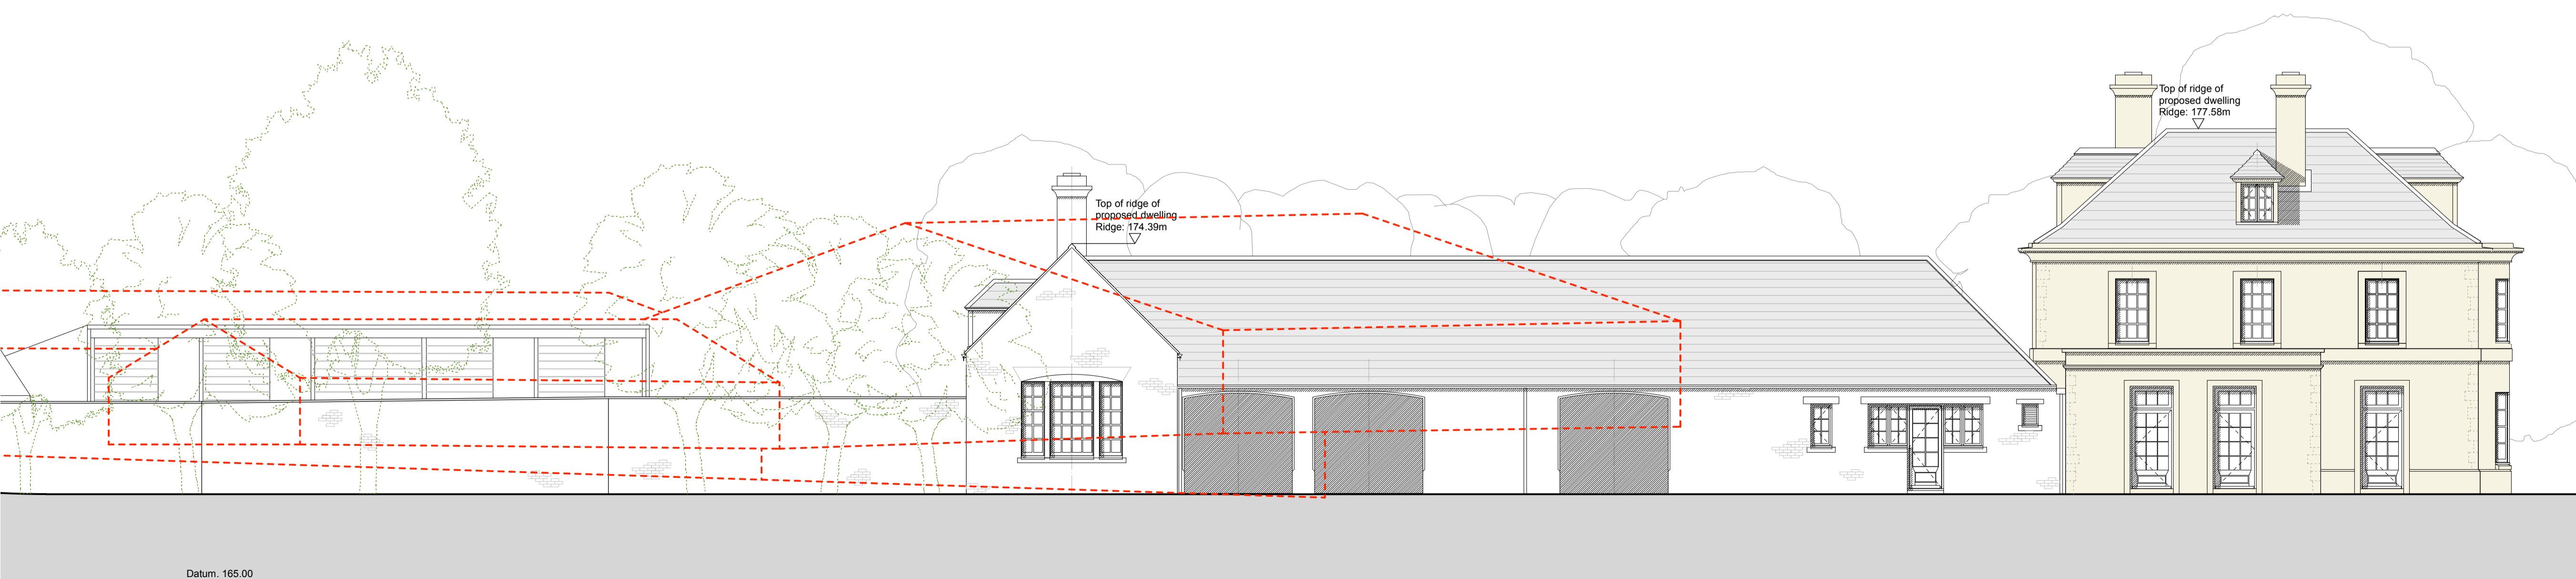 Top of ridge of
proposed dwelling
Ridge: 177.58m
Top of ridge of
proposed dwelling
Ridge: 174.39m
Datum. 165.00